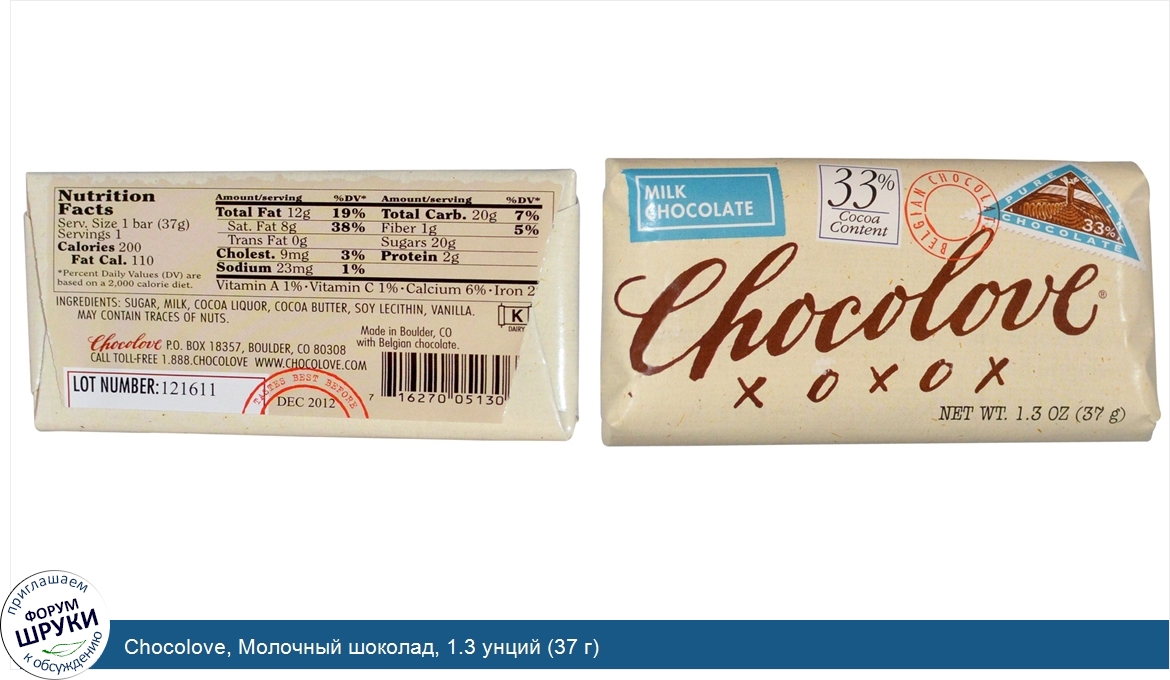 Nutrition
Facts
Serv. Size 1 bar (37g)
Servings 1
Calories 200
Fat Cal. 110
*Percent Daily Values (DV) are
based on a 2,000 calorie diet.
Amount/serving %DV* Amount/serving %DV*
Total Fat 12g 19% Total Carb. 20g 7%
Sat. Fat 8g 38% Fiber 1g 5%
Trans Fat 0g Sugars 20g
Cholest. 9mg 3% Protein 2g
Sodium 23mg 1%
Vitamin A 1% · Vitamin C 1% · Calcium 6% · Iron 2
INGREDIENTS: SUGAR, MILK, COCOA LIQUOR, COCOA BUTTER, SOY LECITHIN, VANILLA.
MAY CONTAIN TRACES OF NUTS.
K
DAIRY
Made in Boulder, CO
with Belgian chocolate.
Chocolove P.O. BOX 18357, BOULDER, CO 80308
CALL TOLL-FREE 1.888.CHOCOLOVE WWW.CHOCOLOVE.COM
LOT NUMBER: 121611
TASTES BEST BEFORE
DEC 2012
7 16270 05130
MILK
CHOCOLATE
33%
Cocoa
Content
BELGIAN CHOCOLATE
PURE MILK
CHOCOLATE
33%
Chocolove®
X O X O X
NET WT. 1.3 OZ (37 g)
приглашаем
ФОРУМ
ШРУКИ
к обсуждению
Chocolove, Молочный шоколад, 1.3 унций (37 г)